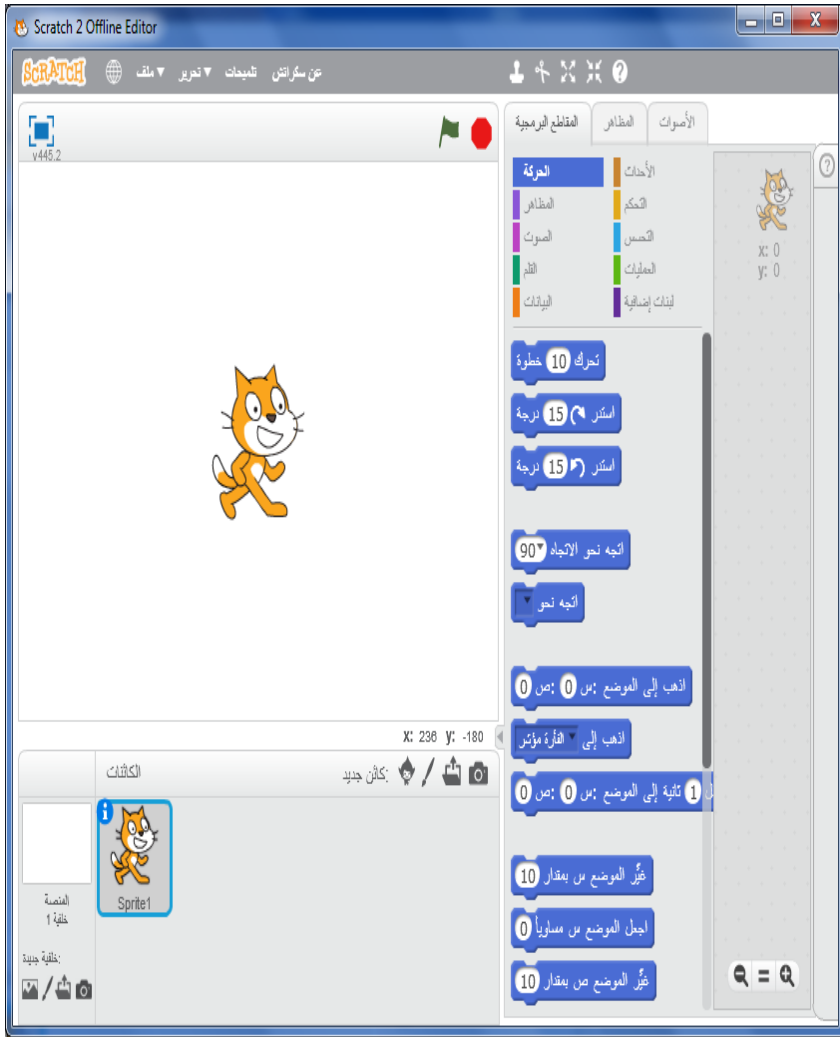 Scratch 2 Offline Editor
SCRATCH ملف تحرير تلميحات عن سكراتش
v445.2
المقاطع البرمجية المظاهر الأصوات
الحركة الأحداث
المظاهر التحكم
الصوت التحسس
القلم العمليات
البيانات لبنات إضافية
x: 0
y: 0
تحرك 10 خطوة
استدر 15 درجة
استدر 15 درجة
اتجه نحو الاتجاه 90
اتجه نحو
اذهب إلى الموضع س: 0 ص: 0
اذهب إلى الفأرة مؤشر
1 ثانية إلى الموضع س: 0 ص: 0
غيِّر الموضع س بمقدار 10
اجعل الموضع س مساوياً 0
غيِّر الموضع ص بمقدار 10
x: 236 y: -180
الكائنات
كائن جديد:
Sprite1
المنصة
خلفية 1
خلفية جديدة: